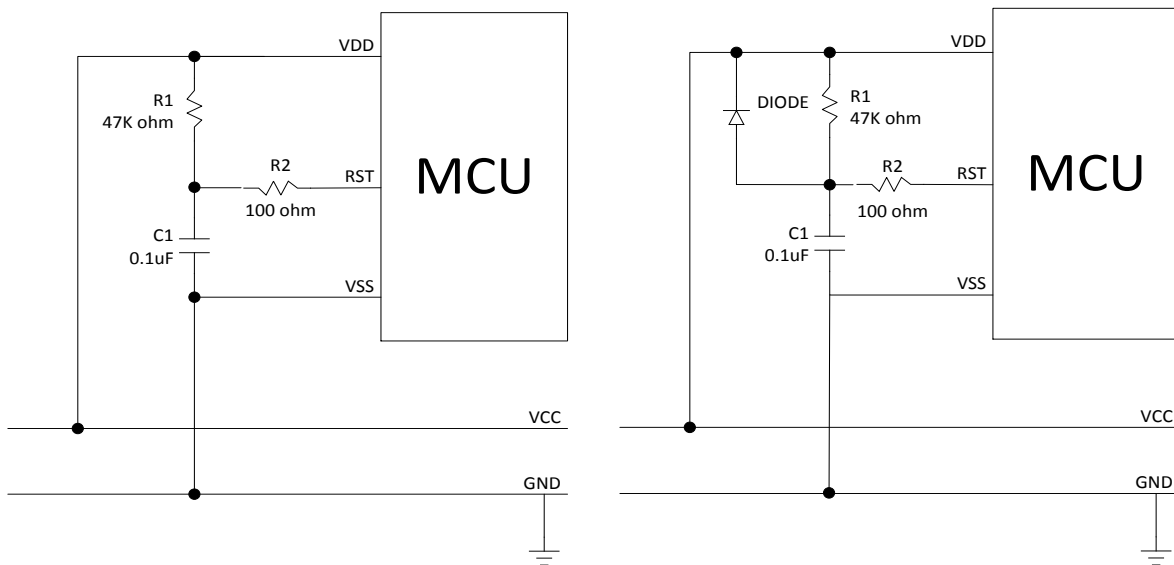 VDD
R1
47K ohm
R2
RST
100 ohm
C1
0.1uF
VSS
MCU
VCC
GND
VDD
DIODE
R1
47K ohm
R2
RST
100 ohm
C1
0.1uF
VSS
MCU
VCC
GND